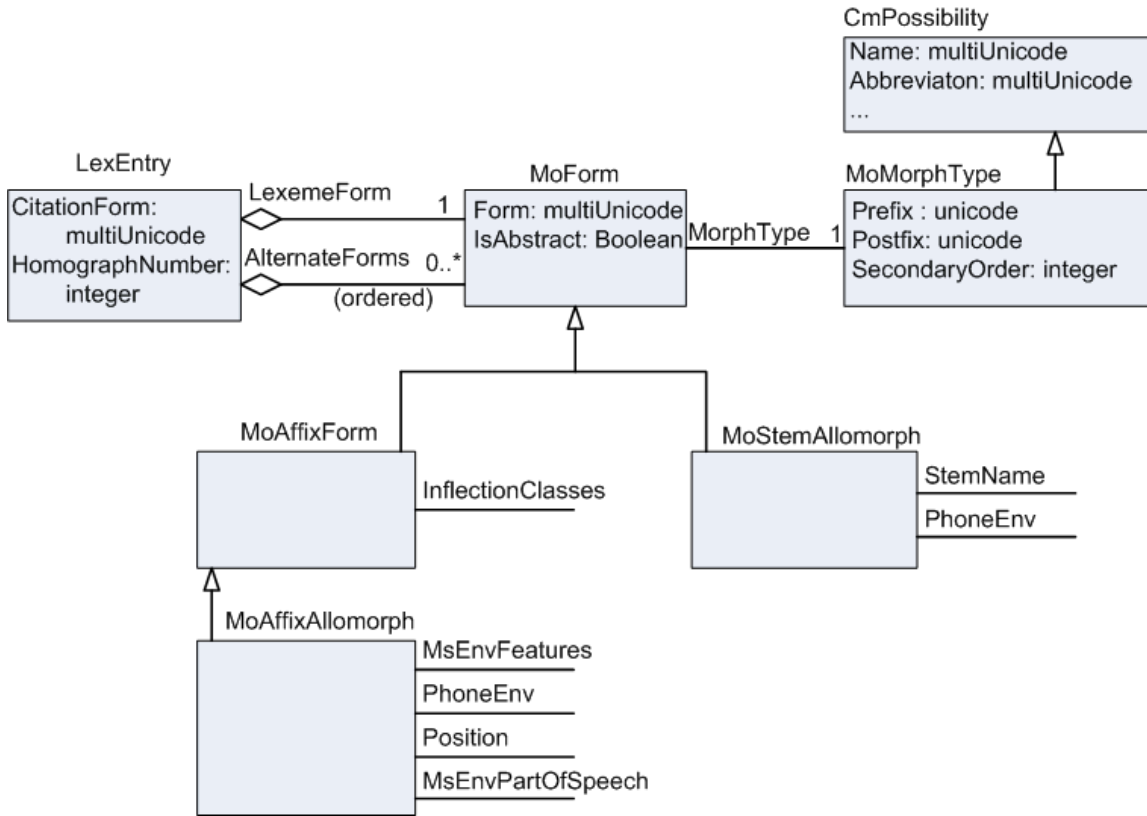 CmPossibility
Name: multiUnicode
Abbreviaton: multiUnicode
...
LexEntry
CitationForm:
multiUnicode
HomographNumber:
integer
LexemeForm
1
AlternateForms
0..*
(ordered)
MoForm
Form: multiUnicode
IsAbstract: Boolean
MorphType
1
MoMorphType
Prefix : unicode
Postfix: unicode
SecondaryOrder: integer
MoAffixForm
InflectionClasses
MoStemAllomorph
StemName
PhoneEnv
MoAffixAllomorph
MsEnvFeatures
PhoneEnv
Position
MsEnvPartOfSpeech